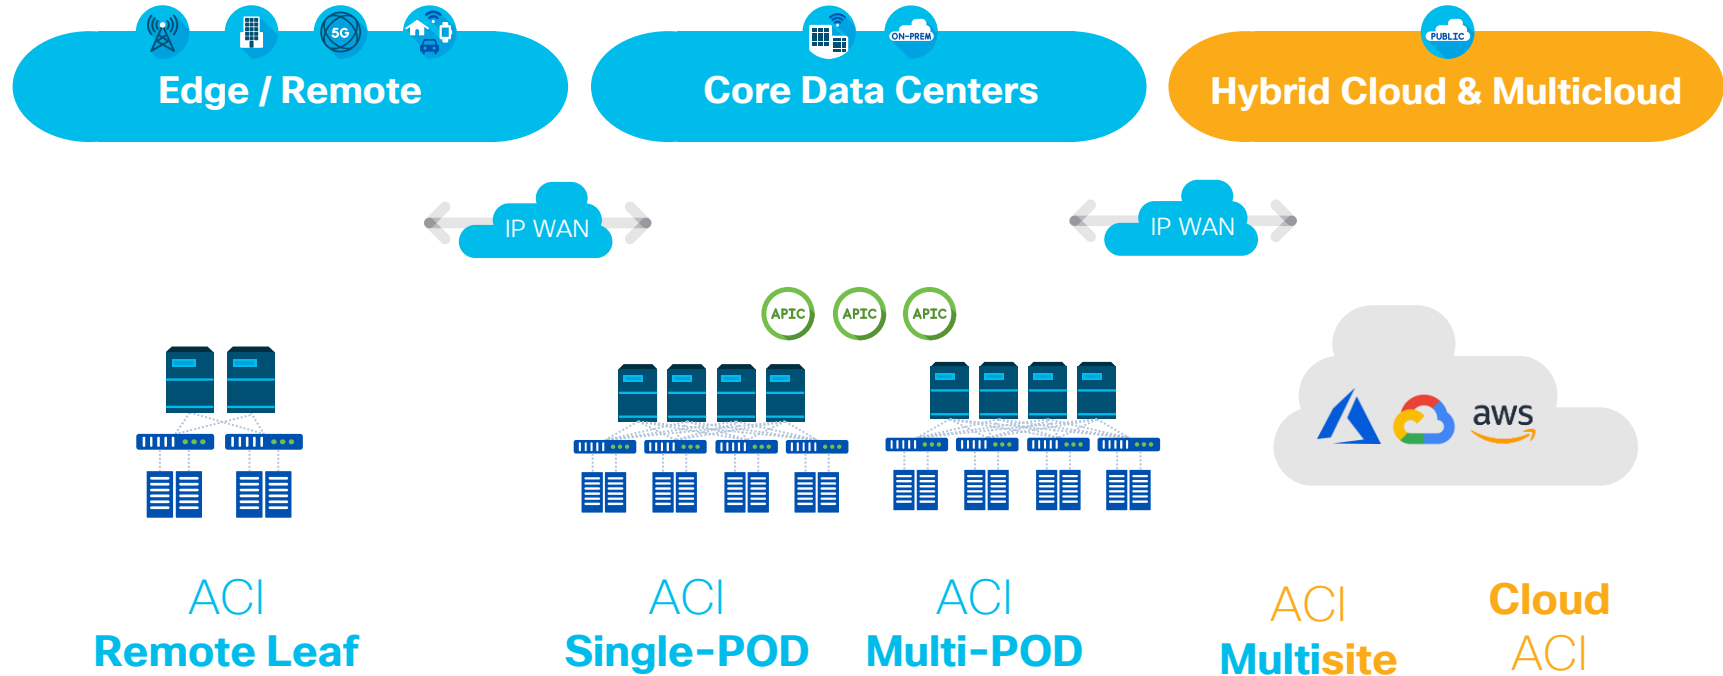 5G
ON-PREM
PUBLIC
Edge / Remote
Core Data Centers
Hybrid Cloud & Multicloud
IP WAN
IP WAN
APIC
APIC
APIC
aws
ACI
Remote Leaf
ACI
Single-POD
ACI
Multi-POD
ACI
Multisite
Cloud
ACI